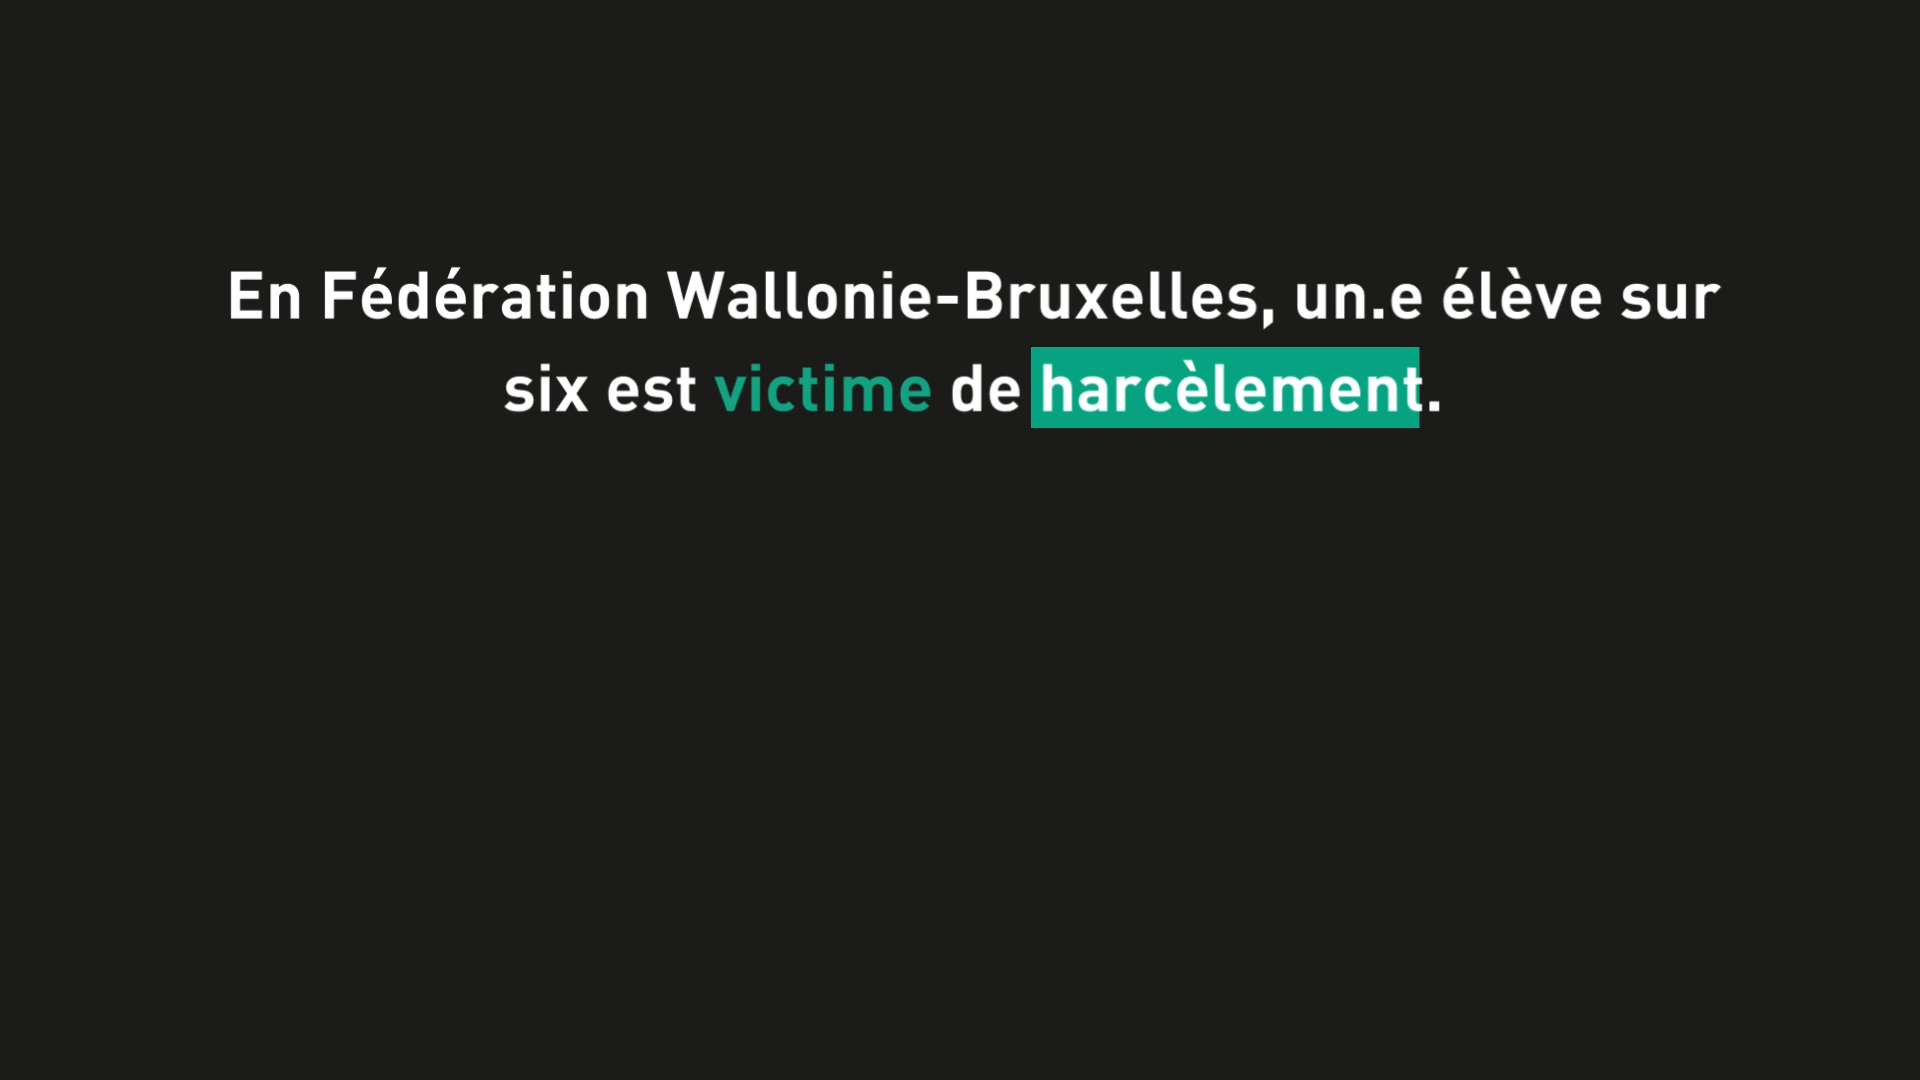 En Fédération Wallonie-Bruxelles, un.e élève sur
six est victime de harcèlement.